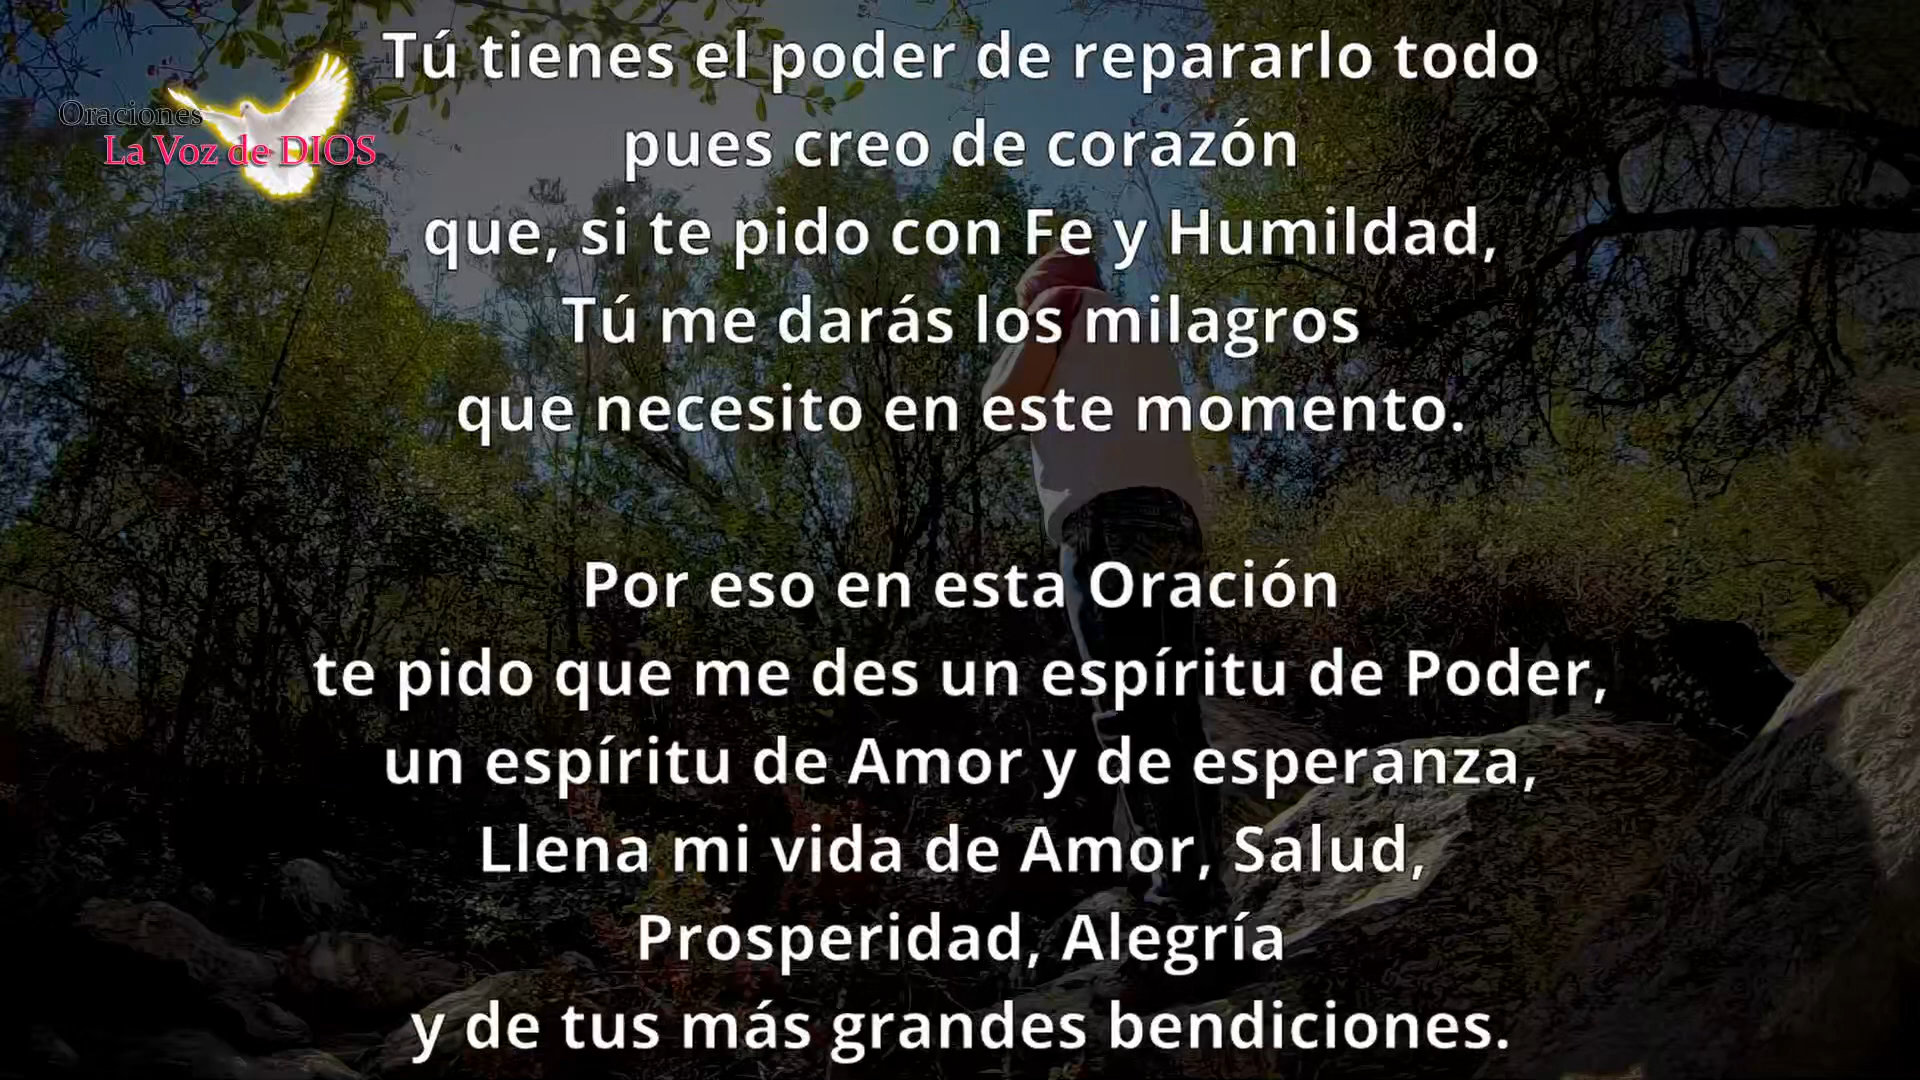 Oraciones
La Voz de DIOS
Tú tienes el poder de repararlo todo
pues creo de corazón
que, si te pido con Fe y Humildad,
Tú me darás los milagros
que necesito en este momento.
Por eso en esta Oración
te pido que me des un espíritu de Poder,
un espíritu de Amor y de esperanza,
Llena mi vida de Amor, Salud,
Prosperidad, Alegría
y de tus más grandes bendiciones.